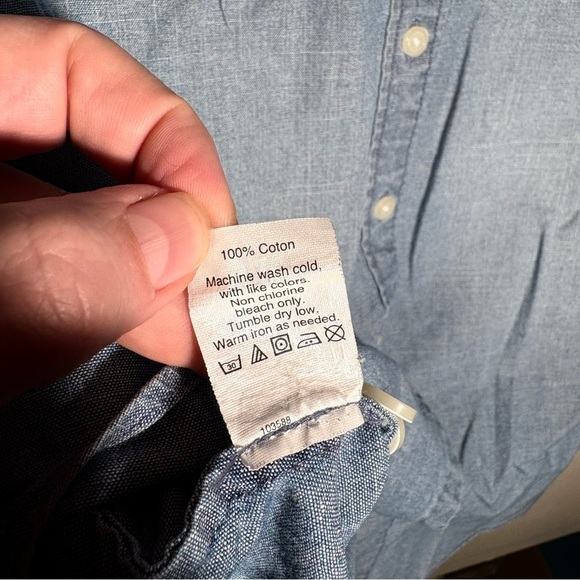 100% Coton
Machine wash cold,
with like colors.
Non chlorine
bleach only.
Tumble dry low.
Warm iron as needed.
30
103588